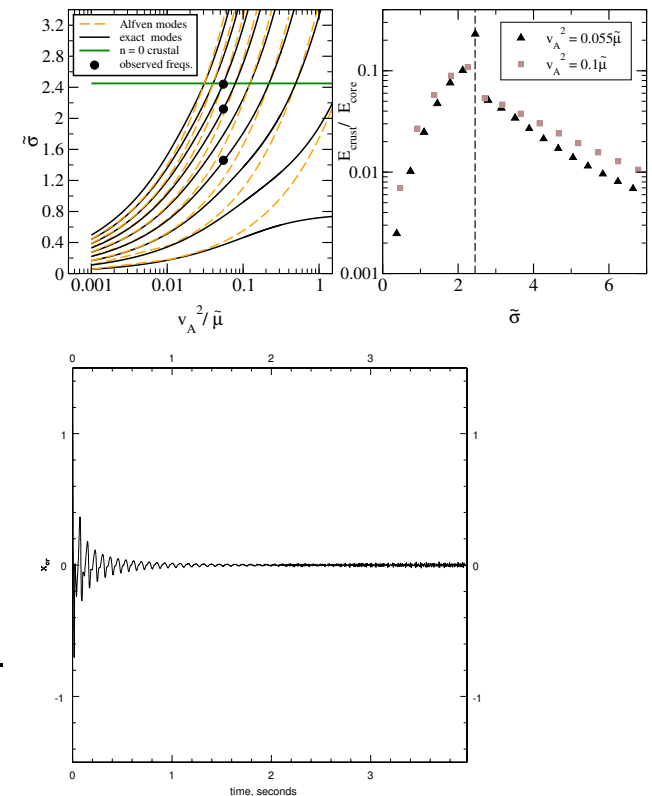 3.2
2.8
2.4
2
1.6
1.2
0.8
0.4
0
σ̃
Alfven modes
exact modes
n = 0 crustal
observed freqs.
0.001
0.01
0.1
1
v_A^2/ μ̃
0.1
0.01
0.001
E_crust/ E_core
v_A^2 = 0.055μ̃
v_A^2 = 0.1μ̃
0
2
4
6
σ̃
0
1
2
3
1
0
-1
x_cr
1
0
-1
0
1
2
3
time, seconds